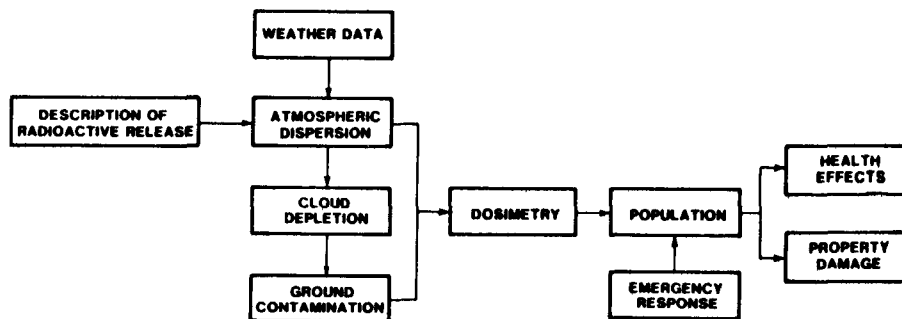 WEATHER DATA
DESCRIPTION OF
RADIOACTIVE RELEASE
ATMOSPHERIC
DISPERSION
CLOUD
DEPLETION
GROUND
CONTAMINATION
DOSIMETRY
POPULATION
EMERGENCY
RESPONSE
HEALTH
EFFECTS
PROPERTY
DAMAGE